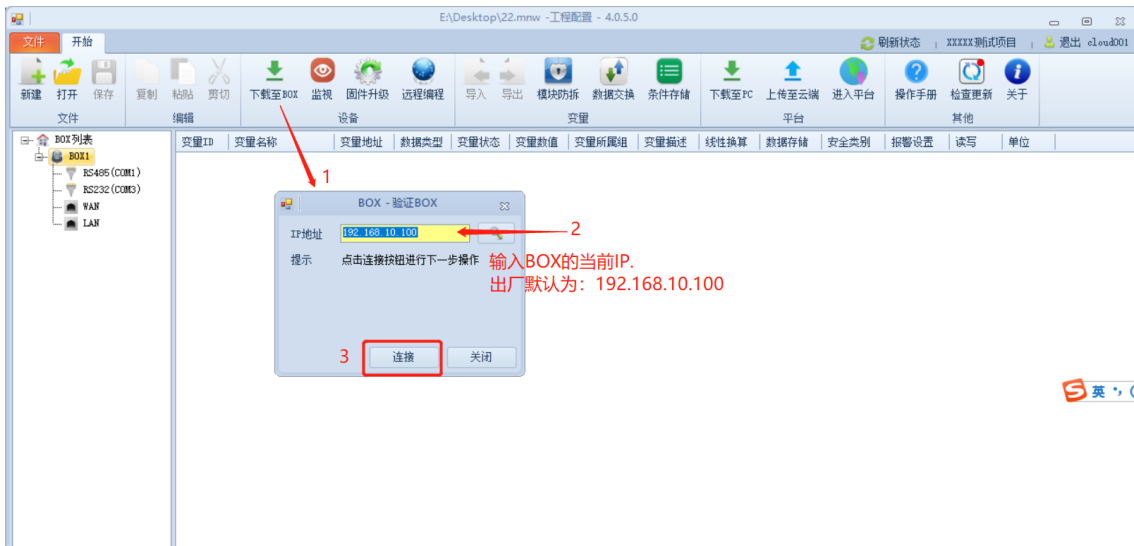 E:\Desktop\22.mnw -工程配置 - 4.0.5.0
文件 开始 刷新状态 XXXXX测试项目 退出 cloud001
新建 打开 保存 复制 粘贴 剪切 下载至BOX 监视 固件升级 远程编程 导入 导出 模块防拆 数据交换 条件存储 下载至PC 上传至云端 进入平台 操作手册 检查更新 关于
文件 编辑 设备 变量 平台 其他
BOX列表
BOX1
RS485(COM1)
RS232(COM3)
WAN
LAN
变量ID 变量名称 变量地址 数据类型 变量状态 变量数值 变量所属组 变量描述 线性换算 数据存储 安全类别 报警设置 读写 单位
1
BOX - 验证BOX
IP地址 192.168.10.100
2
提示 点击连接按钮进行下一步操作
输入BOX的当前IP.
出厂默认为：192.168.10.100
3
连接 关闭
英